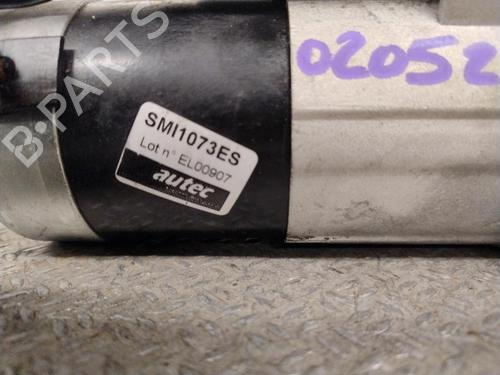 B-PARTS
02052
SMI1073ES
Lot n° EL00907
autec